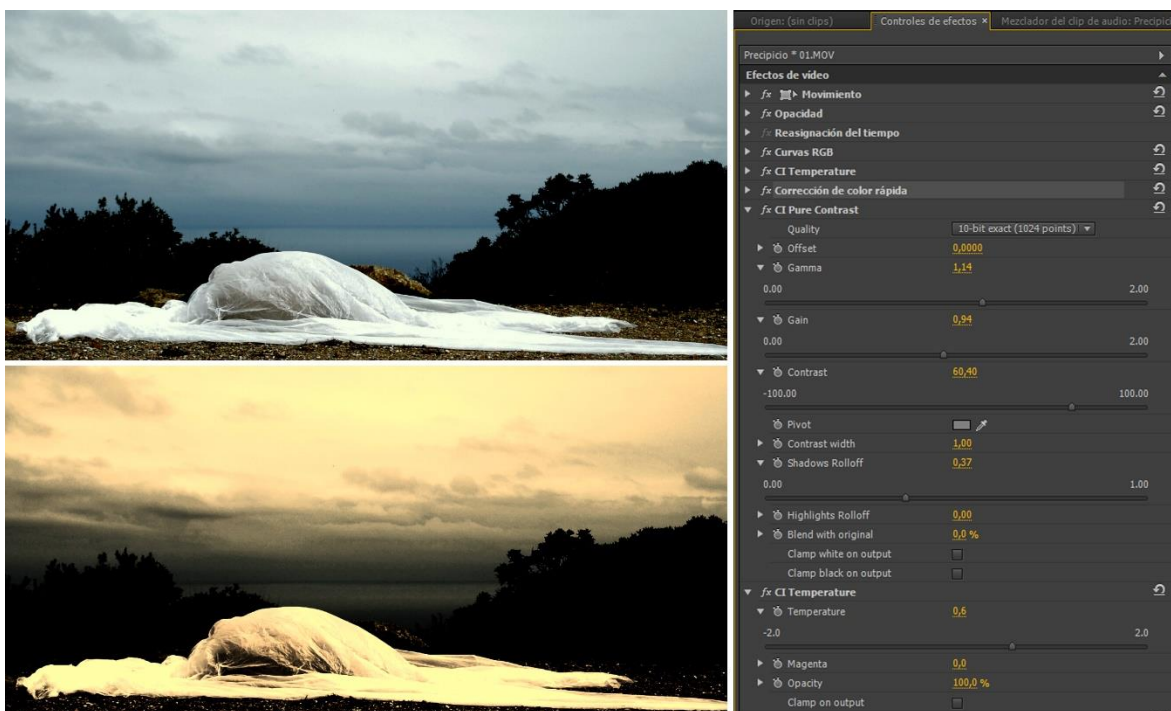 Origen: (sin clips) Controles de efectos × Mezclador del clip de audio: Precipic
Precipicio * 01.MOV
Efectos de vídeo
fx Movimiento
fx Opacidad
fx Reasignación del tiempo
fx Curvas RGB
fx CI Temperature
fx Corrección de color rápida
fx CI Pure Contrast
Quality 10-bit exact (1024 points)
Offset 0,0000
Gamma 1,14
0.00 2.00
Gain 0,94
0.00 2.00
Contrast 60,40
-100.00 100.00
Pivot
Contrast width 1,00
Shadows Rolloff 0,37
0.00 1.00
Highlights Rolloff 0,00
Blend with original 0,0 %
Clamp white on output
Clamp black on output
fx CI Temperature
Temperature 0,6
-2.0 2.0
Magenta 0,0
Opacity 100,0 %
Clamp on output